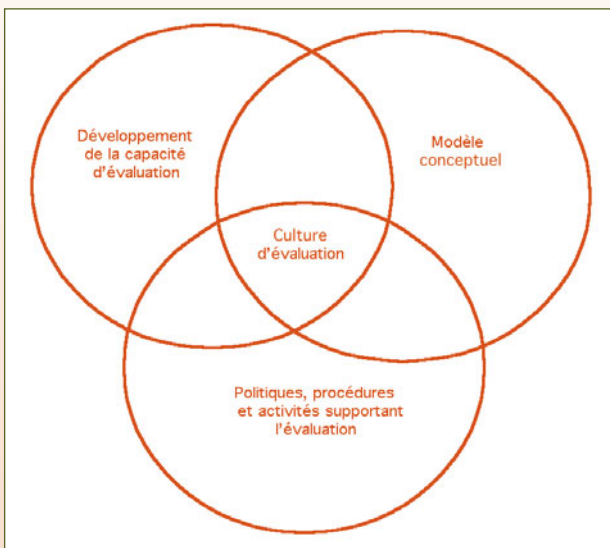 Développement
de la capacité
d'évaluation
Modèle
conceptuel
Culture
d'évaluation
Politiques, procédures
et activités supportant
l'évaluation